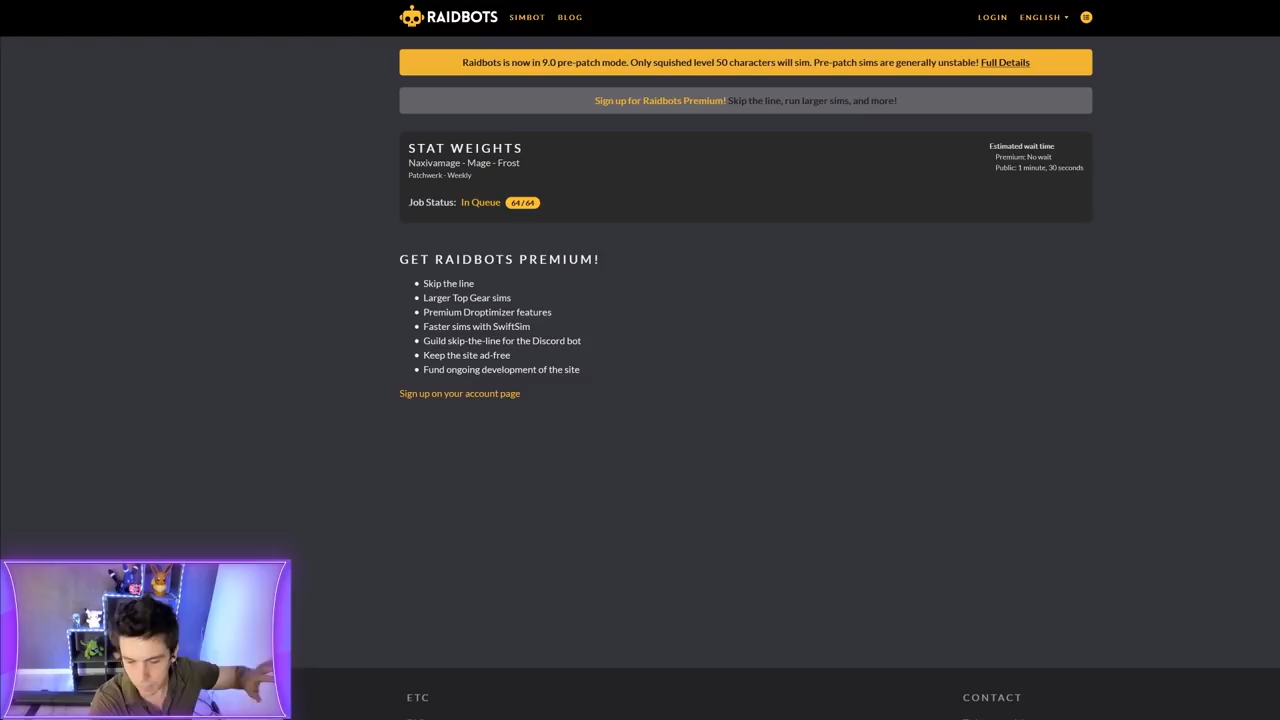 RAIDBOTS SIMBOT BLOG LOGIN ENGLISH
Raidbots is now in 9.0 pre-patch mode. Only squished level 50 characters will sim. Pre-patch sims are generally unstable! Full Details
Sign up for Raidbots Premium! Skip the line, run larger sims, and more!
STAT WEIGHTS
Naxivamage - Mage - Frost
Patchwerk - Weekly
Estimated wait time
Premium: No wait
Public: 1 minute, 30 seconds
Job Status: In Queue 64 / 64
GET RAIDBOTS PREMIUM!
• Skip the line
• Larger Top Gear sims
• Premium Droptimizer features
• Faster sims with SwiftSim
• Guild skip-the-line for the Discord bot
• Keep the site ad-free
• Fund ongoing development of the site
Sign up on your account page
ETC
CONTACT